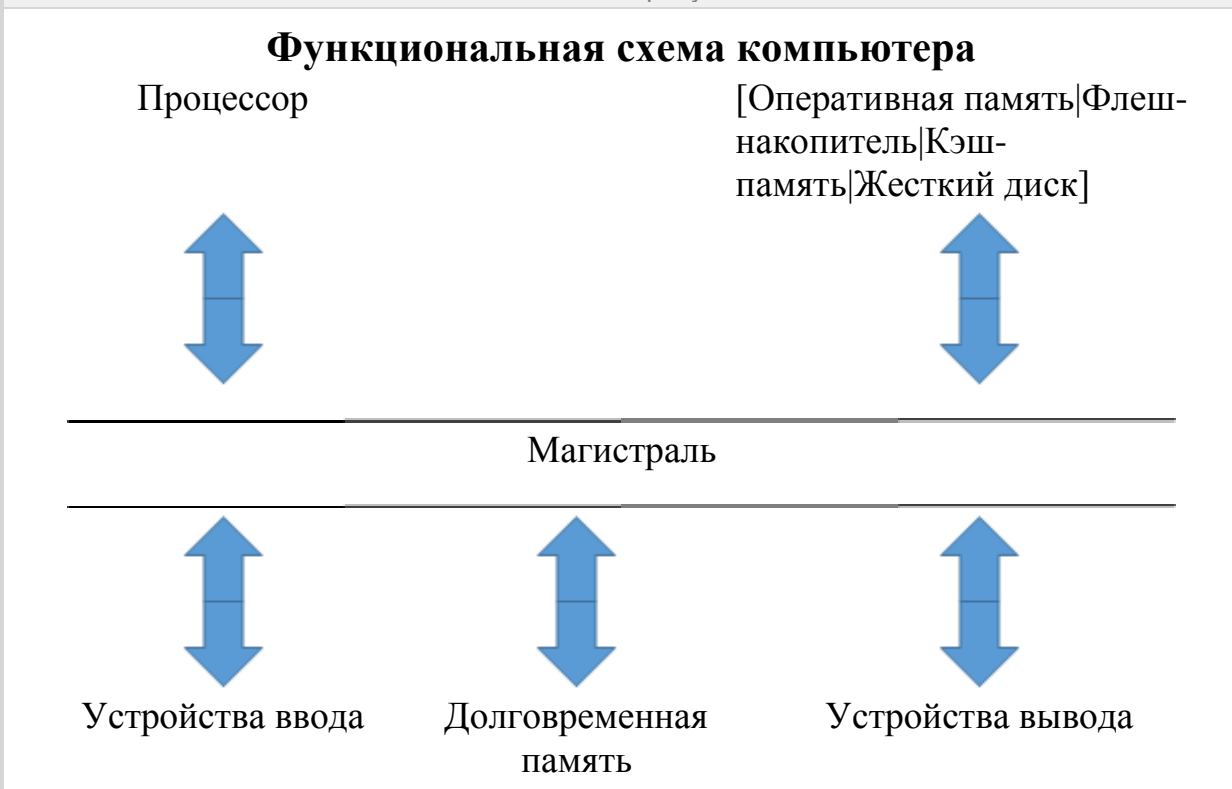 Функциональная схема компьютера
Процессор
[Оперативная память|Флеш-
накопитель|Кэш-
память|Жесткий диск]
Магистраль
Устройства ввода
Долговременная
память
Устройства вывода